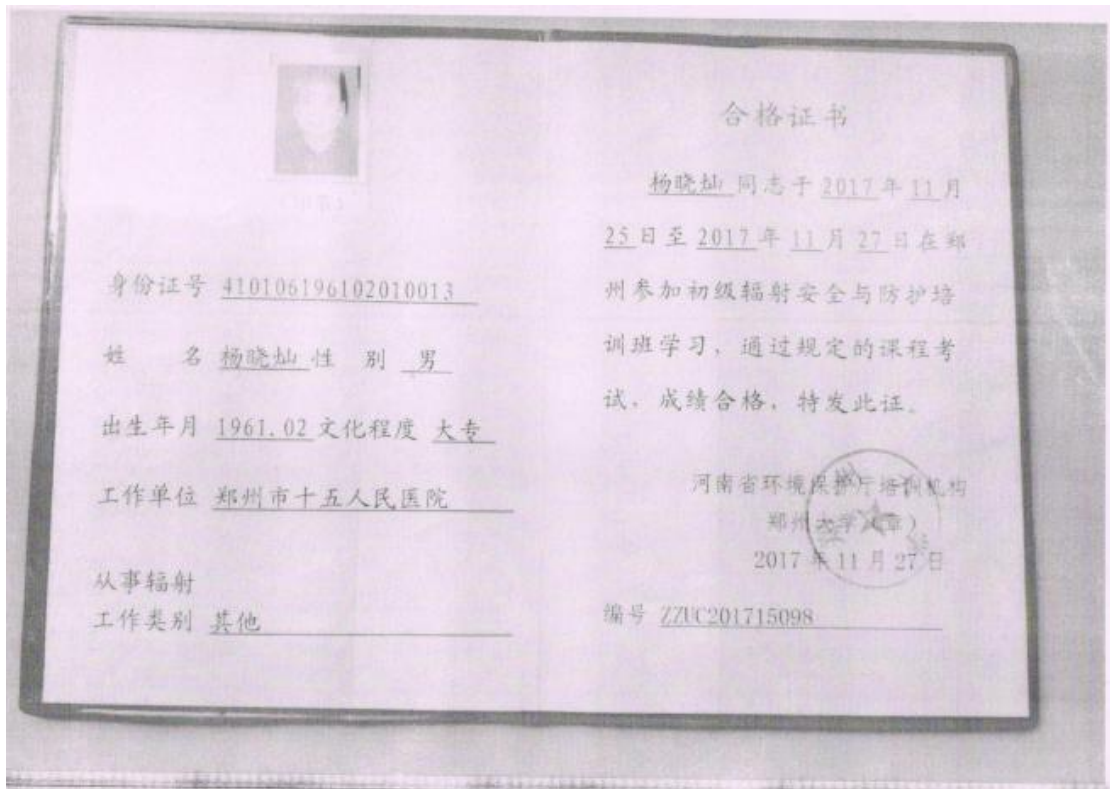 身份证号 410106196102010013
姓 名 杨晓灿 性 别 男
出生年月 1961.02 文化程度 大专
工作单位 郑州市十五人民医院
从事辐射
工作类别 其他
合格证书
杨晓灿 同志于 2017 年 11 月
25 日至 2017 年 11 月 27 日在郑
州参加初级辐射安全与防护培
训班学习，通过规定的课程考
试，成绩合格，特发此证。
河南省环境保护厅培训机构
郑州大学（章）
2017 年 11 月 27 日
编号 ZZUC201715098